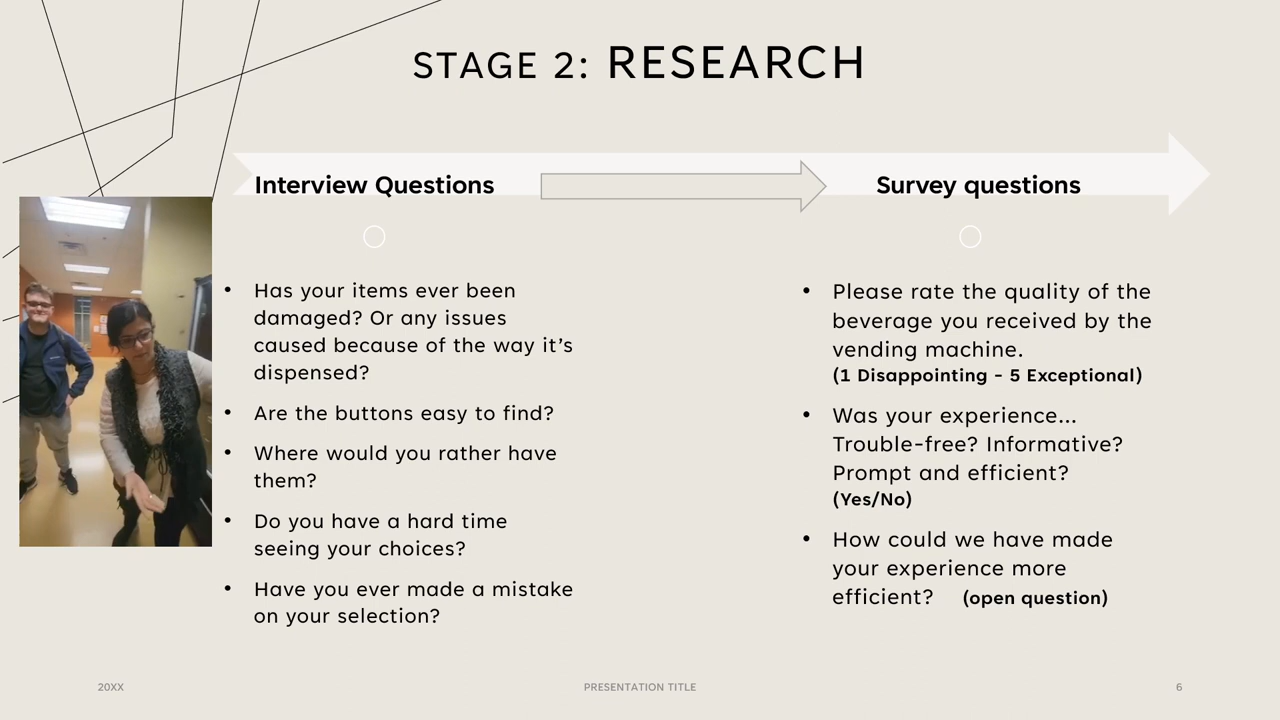 STAGE 2: RESEARCH
Interview Questions
• Has your items ever been
damaged? Or any issues
caused because of the way it’s
dispensed?
• Are the buttons easy to find?
• Where would you rather have
them?
• Do you have a hard time
seeing your choices?
• Have you ever made a mistake
on your selection?
Survey questions
• Please rate the quality of the
beverage you received by the
vending machine.
(1 Disappointing - 5 Exceptional)
• Was your experience...
Trouble-free? Informative?
Prompt and efficient?
(Yes/No)
• How could we have made
your experience more
efficient? (open question)
20XX
PRESENTATION TITLE
6